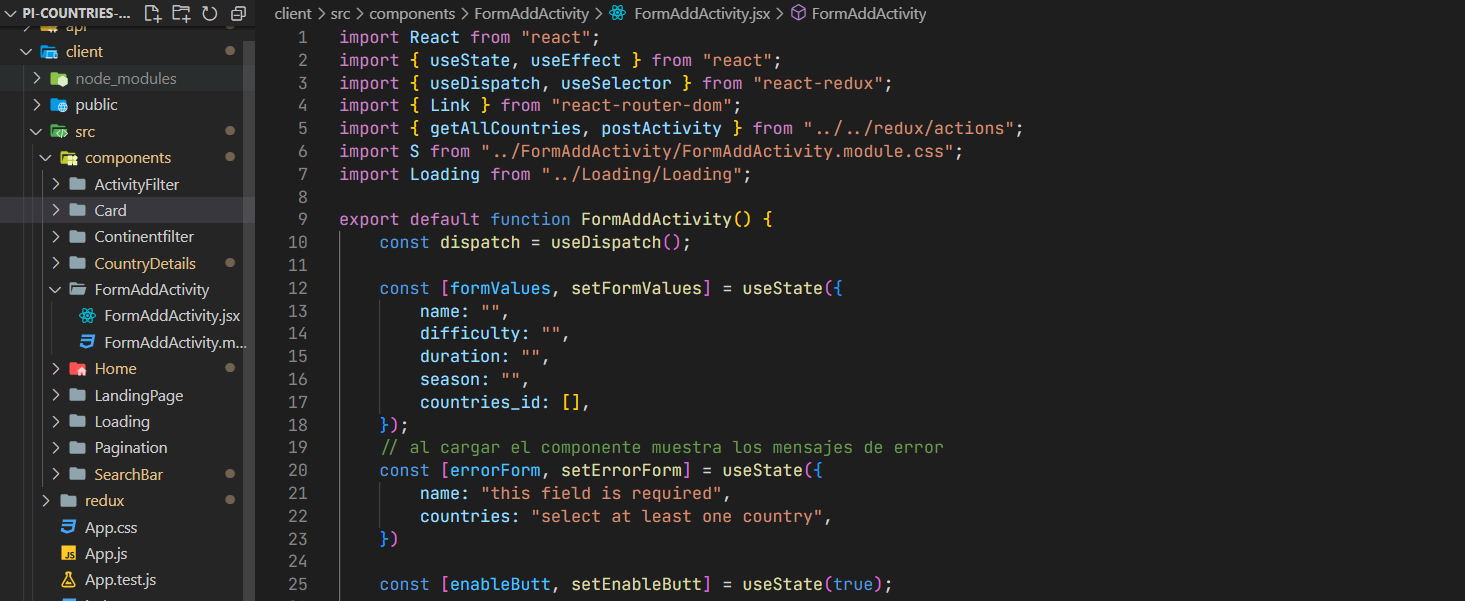 PI-COUNTRIES-...
api
client
node_modules
public
src
components
ActivityFilter
Card
Continentfilter
CountryDetails
FormAddActivity
FormAddActivity.jsx
FormAddActivity.m...
Home
LandingPage
Loading
Pagination
SearchBar
redux
App.css
JS App.js
App.test.js
client > src > components > FormAddActivity > FormAddActivity.jsx > FormAddActivity
1 import React from "react";
2 import { useState, useEffect } from "react";
3 import { useDispatch, useSelector } from "react-redux";
4 import { Link } from "react-router-dom";
5 import { getAllCountries, postActivity } from "../../redux/actions";
6 import S from "../FormAddActivity/FormAddActivity.module.css";
7 import Loading from "../Loading/Loading";
8
9 export default function FormAddActivity() {
10 const dispatch = useDispatch();
11
12 const [formValues, setFormValues] = useState({
13 name: "",
14 difficulty: "",
15 duration: "",
16 season: "",
17 countries_id: [],
18 });
19 // al cargar el componente muestra los mensajes de error
20 const [errorForm, setErrorForm] = useState({
21 name: "this field is required",
22 countries: "select at least one country",
23 })
24
25 const [enableButt, setEnableButt] = useState(true);